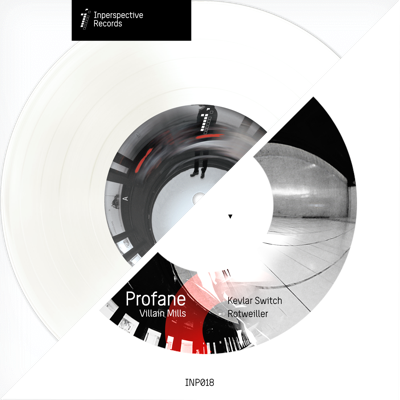 Inperspective
Records
A
Profane
Villain Mills
Kevlar Switch
Rotweiller
INP018